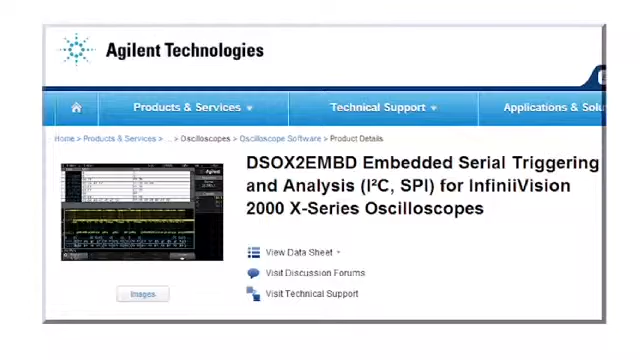 Agilent Technologies
Products & Services
Technical Support
Applications & Solu
Home > Products & Services > ... > Oscilloscopes > Oscilloscope Software > Product Details
DSOX2EMBD Embedded Serial Triggering
and Analysis (I²C, SPI) for InfiniiVision
2000 X-Series Oscilloscopes
View Data Sheet
Visit Discussion Forums
Visit Technical Support
Images